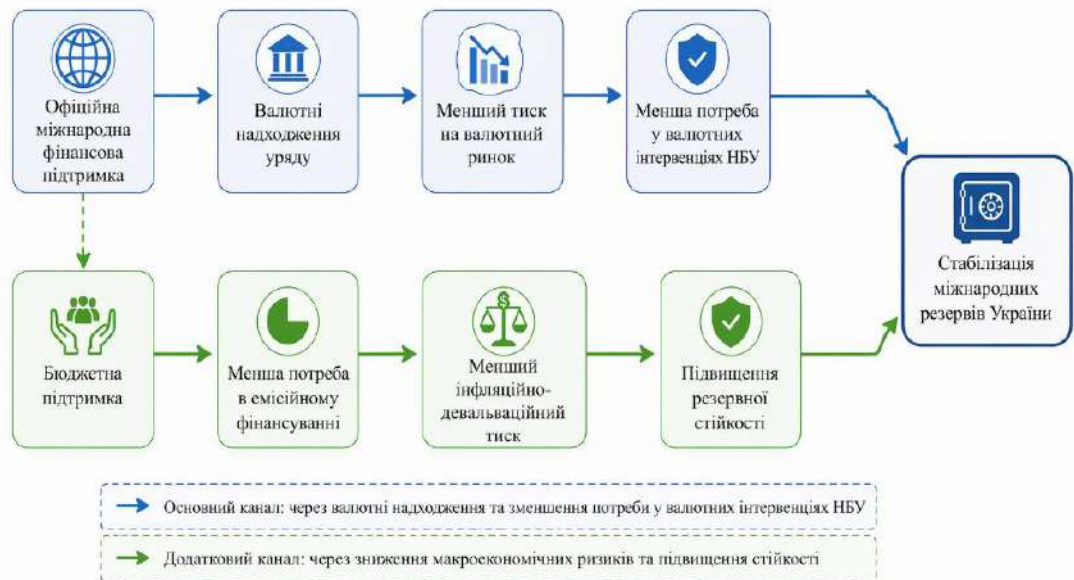 Офіційна
міжнародна
фінансова
підтримка
Валютні
надходження
уряду
Менший тиск
на валютний
ринок
Менша потреба
у валютних
інтервенціях НБУ
Стабілізація
міжнародних
резервів України
Бюджетна
підтримка
Менша потреба
в емісійному
фінансуванні
$
Менший
інфляційно-
девальваційний
тиск
Підвищення
резервної
стійкості
Основний канал: через валютні надходження та зменшення потреби у валютних інтервенціях НБУ
Додатковий канал: через зниження макроекономічних ризиків та підвищення стійкості